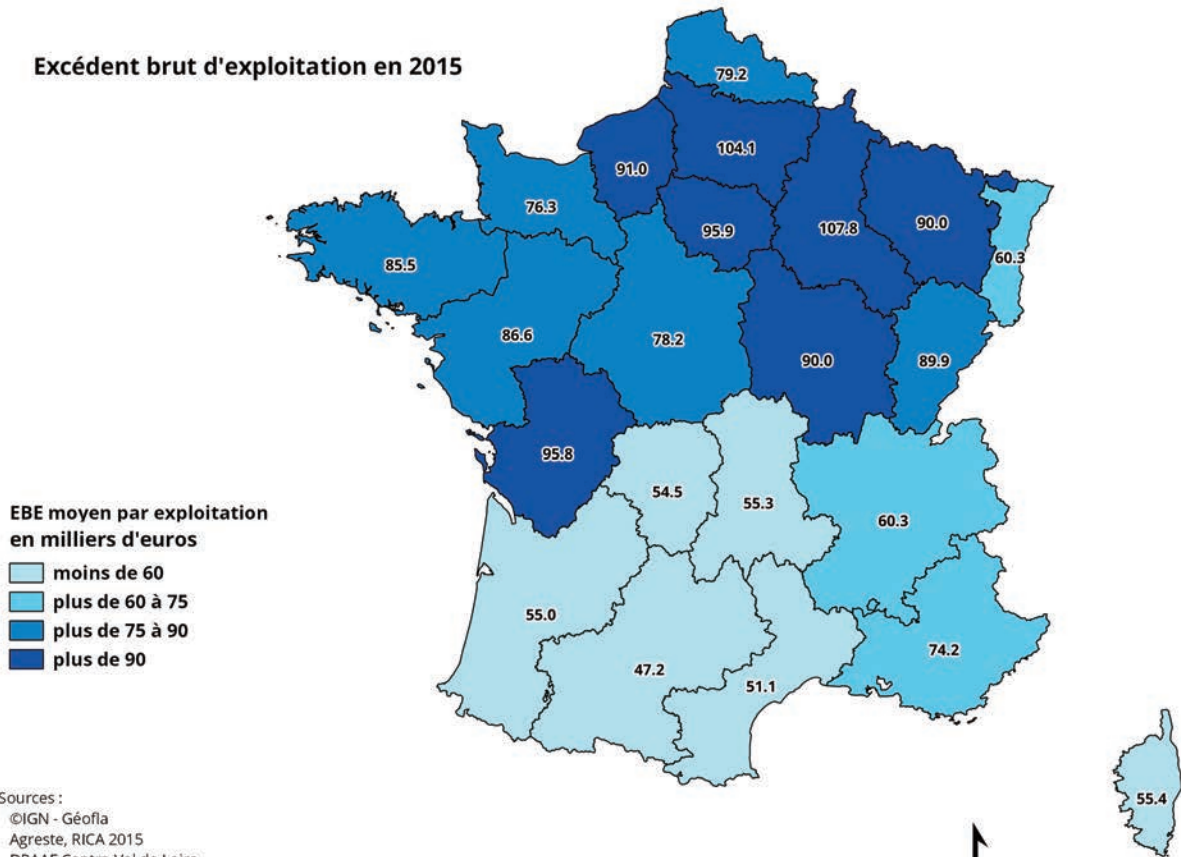 Excédent brut d'exploitation en 2015
79.2
104.1
91.0
76.3
95.9
107.8
90.0
60.3
85.5
86.6
78.2
90.0
89.9
95.8
54.5
55.3
60.3
55.0
47.2
51.1
74.2
55.4
EBE moyen par exploitation
en milliers d'euros
moins de 60
plus de 60 à 75
plus de 75 à 90
plus de 90
Sources :
©IGN - Géofla
Agreste, RICA 2015